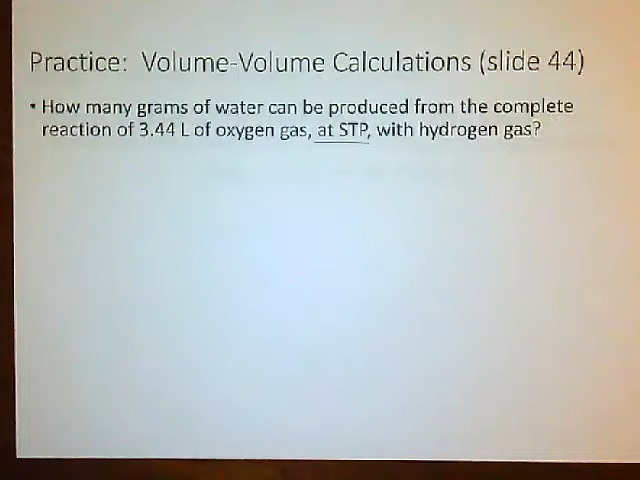 Practice: Volume-Volume Calculations (slide 44)
• How many grams of water can be produced from the complete
reaction of 3.44 L of oxygen gas, at STP, with hydrogen gas?